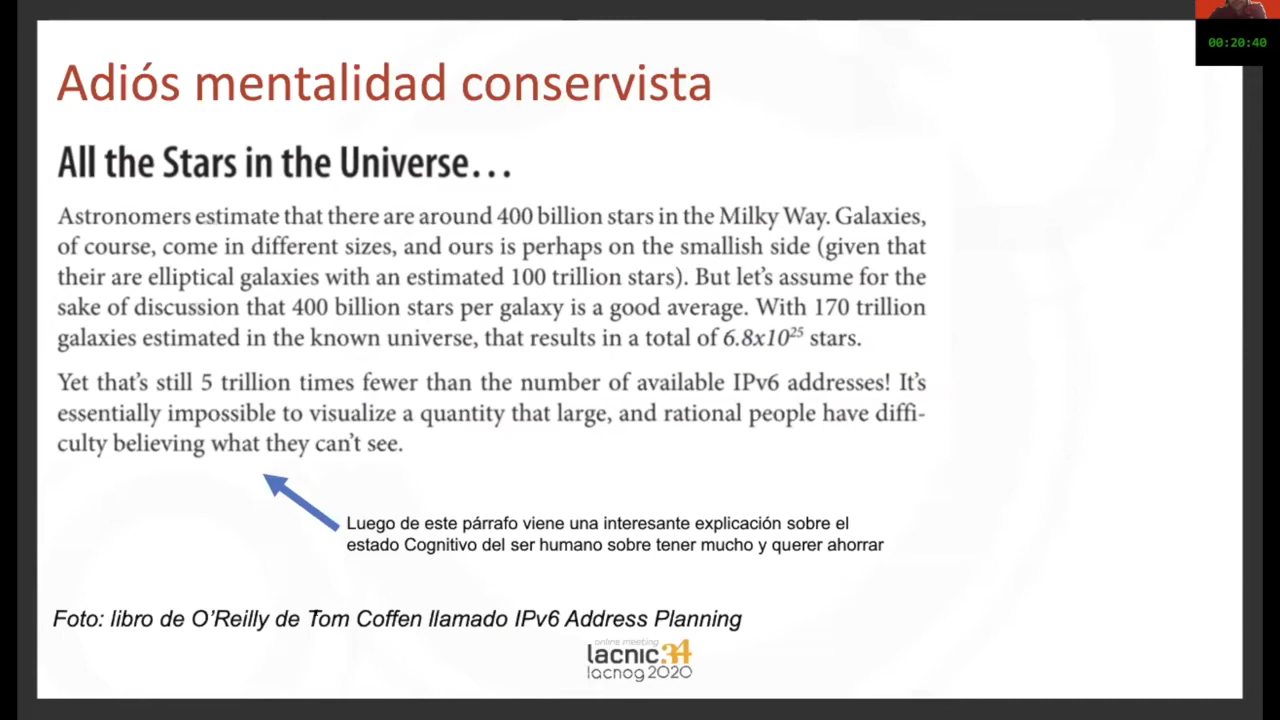 00:20:40
Adiós mentalidad conservista
All the Stars in the Universe…
Astronomers estimate that there are around 400 billion stars in the Milky Way. Galaxies,
of course, come in different sizes, and ours is perhaps on the smallish side (given that
their are elliptical galaxies with an estimated 100 trillion stars). But let’s assume for the
sake of discussion that 400 billion stars per galaxy is a good average. With 170 trillion
galaxies estimated in the known universe, that results in a total of 6.8x10²⁵ stars.
Yet that’s still 5 trillion times fewer than the number of available IPv6 addresses! It’s
essentially impossible to visualize a quantity that large, and rational people have diffi-
culty believing what they can’t see.
Luego de este párrafo viene una interesante explicación sobre el
estado Cognitivo del ser humano sobre tener mucho y querer ahorrar
Foto: libro de O’Reilly de Tom Coffen llamado IPv6 Address Planning
online meeting
lacnic34
lacnog2020